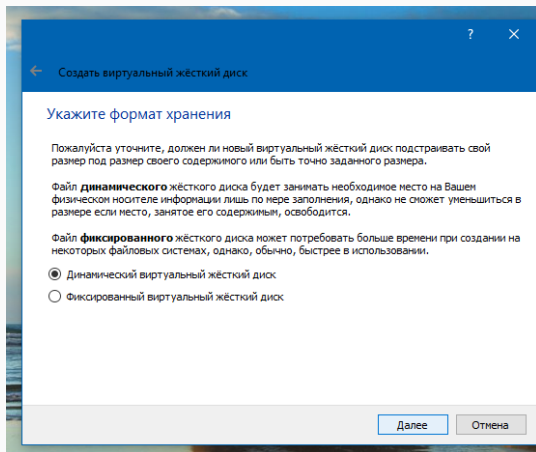 ?
Создать виртуальный жёсткий диск
Укажите формат хранения
Пожалуйста уточните, должен ли новый виртуальный жёсткий диск подстраивать свой
размер под размер своего содержимого или быть точно заданного размера.
Файл динамического жёсткого диска будет занимать необходимое место на Вашем
физическом носителе информации лишь по мере заполнения, однако не сможет уменьшиться в
размере если место, занятое его содержимым, освободится.
Файл фиксированного жёсткого диска может потребовать больше времени при создании на
некоторых файловых системах, однако, обычно, быстрее в использовании.
Динамический виртуальный жёсткий диск
Фиксированный виртуальный жёсткий диск
Далее
Отмена